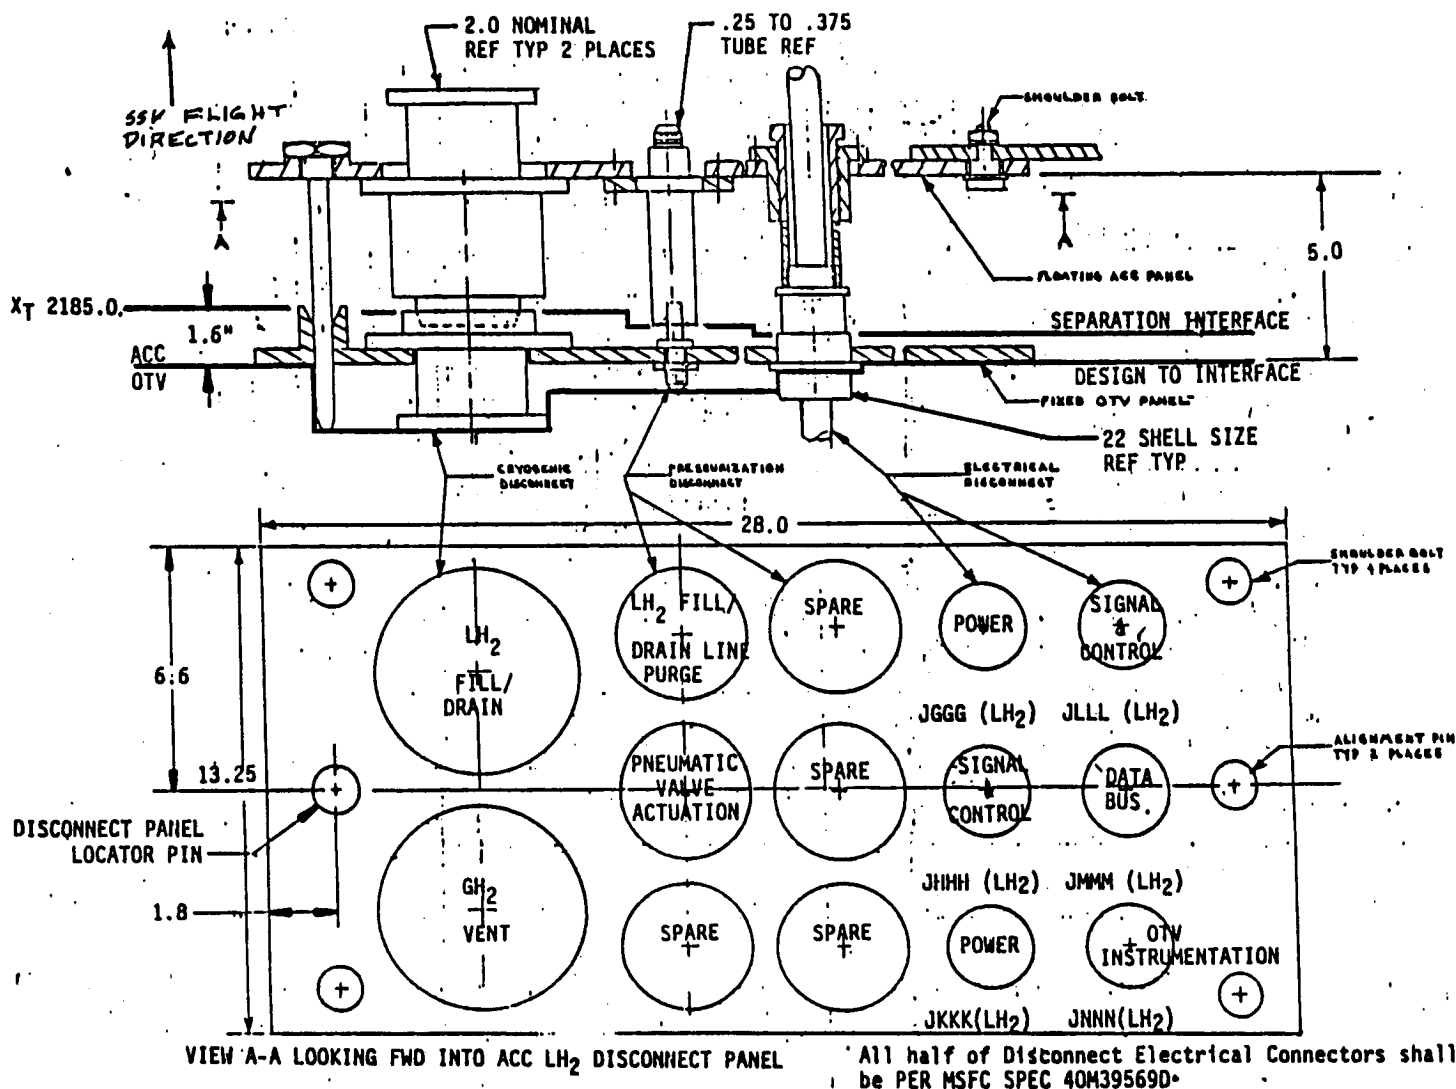 2.0 NOMINAL
REF TYP 2 PLACES
.25 TO .375
TUBE REF
SHOULDER BOLT
SSV FLIGHT
DIRECTION
A
A
5.0
FLOATING ACC PANEL
X_T 2185.0
1.6"
SEPARATION INTERFACE
ACC
OTV
DESIGN TO INTERFACE
FIXED OTV PANEL
22 SHELL SIZE
REF TYP
CRYOGENIC
DISCONNECT
PRESSURIZATION
DISCONNECT
ELECTRICAL
DISCONNECT
28.0
SHOULDER BOLT
TYP 4 PLACES
LH2
FILL/
DRAIN
LH2 FILL/
DRAIN LINE
PURGE
SPARE
POWER
SIGNAL
&
CONTROL
6.6
JGGG (LH2)
JLLL (LH2)
ALIGNMENT PIN
TYP 2 PLACES
13.25
PNEUMATIC
VALVE
ACTUATION
SPARE
SIGNAL
&
CONTROL
DATA
BUS
DISCONNECT PANEL
LOCATOR PIN
JHHH (LH2)
JMMM (LH2)
1.8
GH2
VENT
SPARE
SPARE
POWER
OTV
INSTRUMENTATION
JKKK(LH2)
JNNN(LH2)
VIEW A-A LOOKING FWD INTO ACC LH2 DISCONNECT PANEL
All half of Disconnect Electrical Connectors shall
be PER MSFC SPEC 40M39569D.